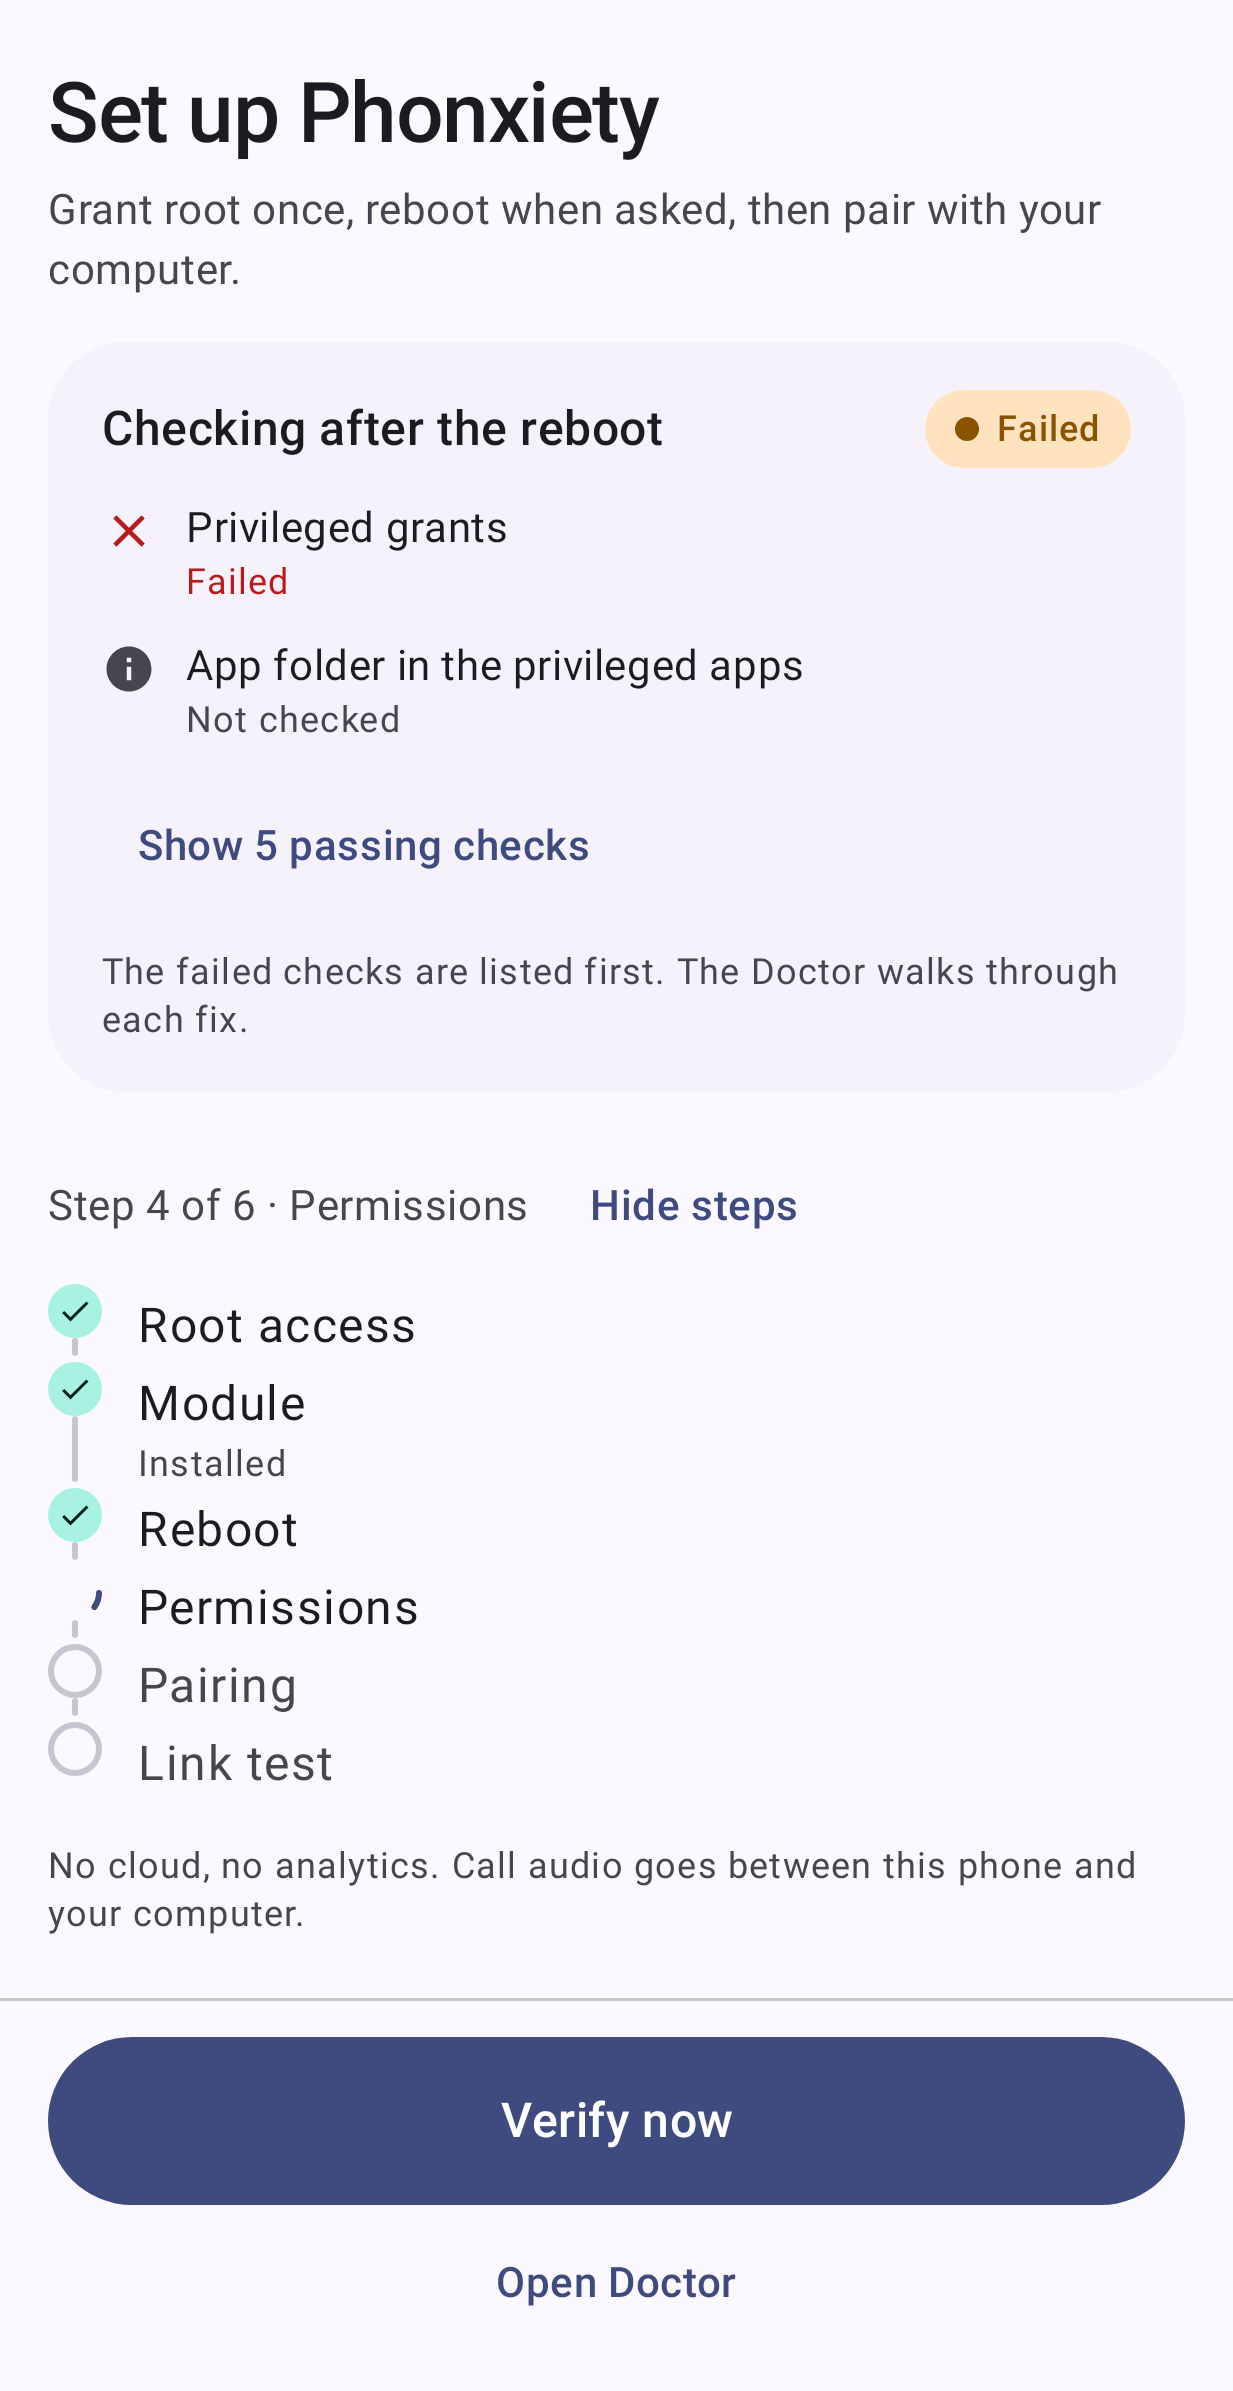 Set up Phonxiety
Grant root once, reboot when asked, then pair with your
computer.
Checking after the reboot
Failed
Privileged grants
Failed
App folder in the privileged apps
Not checked
Show 5 passing checks
The failed checks are listed first. The Doctor walks through
each fix.
Step 4 of 6 · Permissions
Hide steps
Root access
Module
Installed
Reboot
Permissions
Pairing
Link test
No cloud, no analytics. Call audio goes between this phone and
your computer.
Verify now
Open Doctor